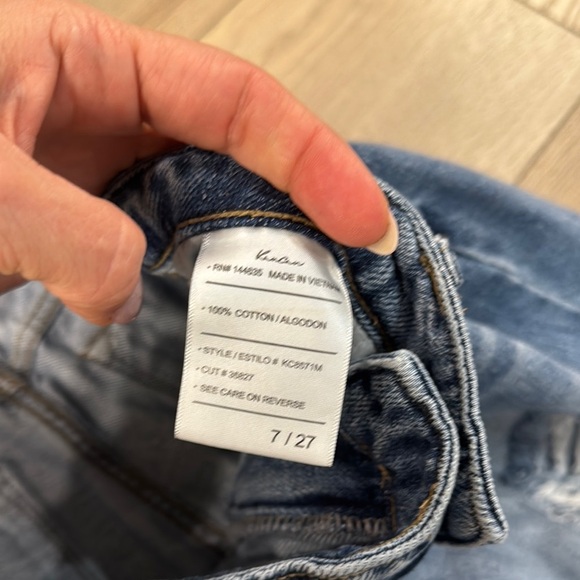 KanCan
- RN# 144635 MADE IN VIETNAM
- 100% COTTON / ALGODON
- STYLE / ESTILO # KC8571M
- CUT # 35827
- SEE CARE ON REVERSE
7 / 27